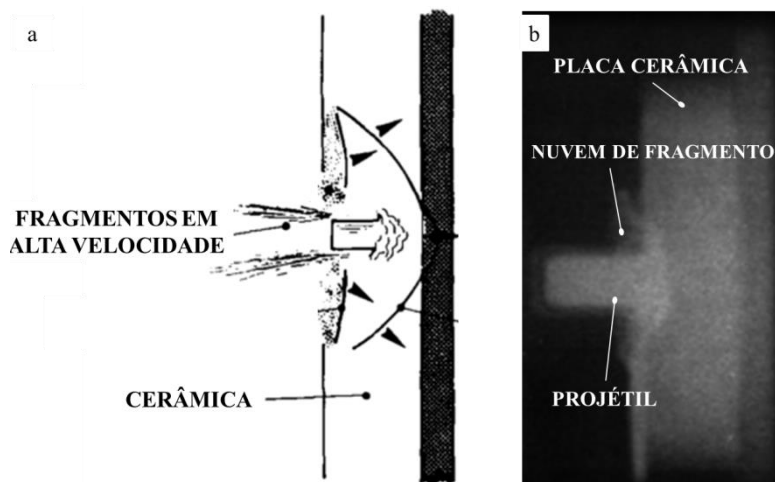 a
FRAGMENTOS EM
ALTA VELOCIDADE
CERÂMICA
b
PLACA CERÂMICA
NUVEM DE FRAGMENTO
PROJÉTIL